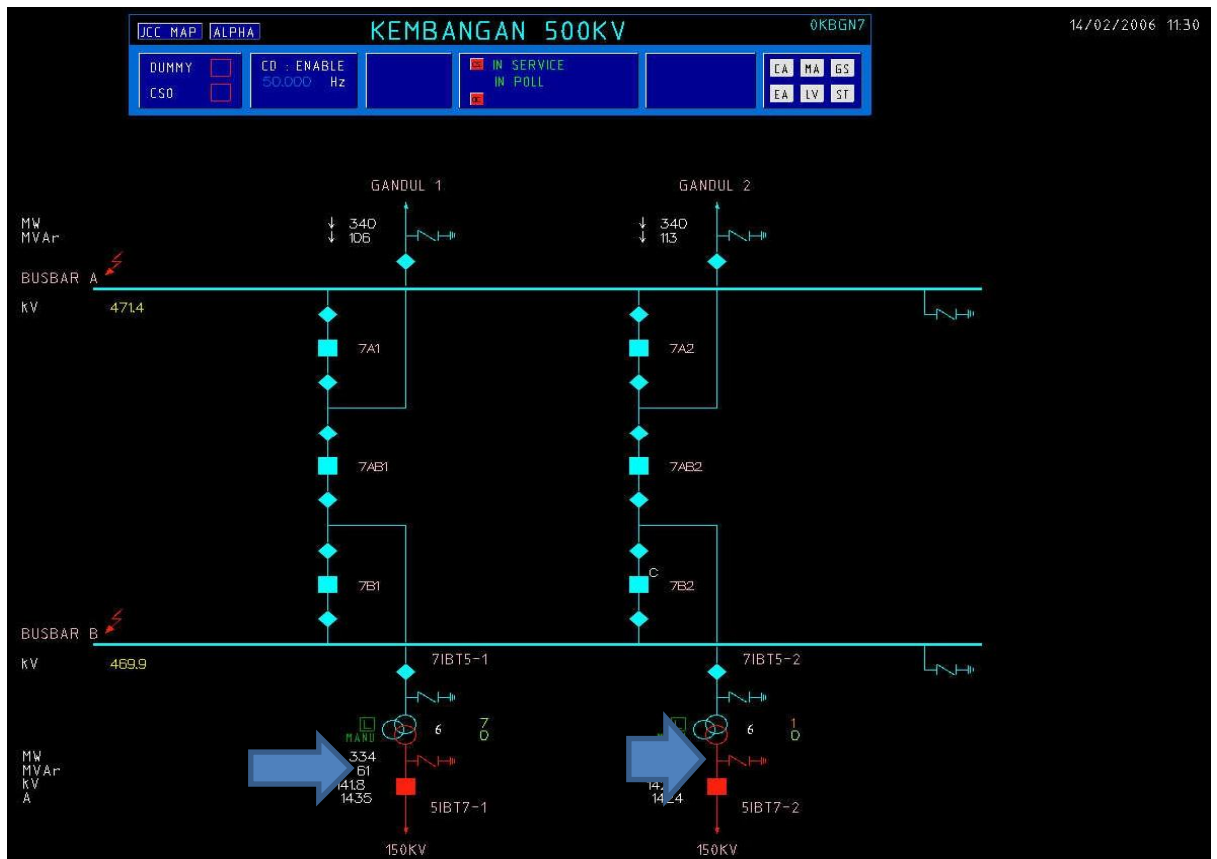 JCC MAP ALPHA KEMBANGAN 500KV 0KBGN7 14/02/2006 11:30
DUMMY CD : ENABLE IN SERVICE CA MA GS
CSO 50.000 Hz IN POLL EA LV ST
GANDUL 1 GANDUL 2
MW ↓ 340 ↓ 340
MVAr ↓ 106 ↓ 113
BUSBAR A
kV 471.4
7A1 7A2
7AB1 7AB2
C
7B1 7B2
BUSBAR B
kV 469.9
7IBT5-1 7IBT5-2
L 6 7 L 6 1
MANU 0 0
MW 334
MVAr 61
kV 141.8
A 1435 1424
5IBT7-1 5IBT7-2
150KV 150KV